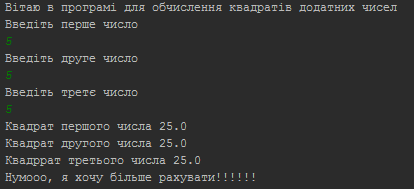 Вітаю в програмі для обчислення квадратів додатних чисел
Введіть перше число
5
Введіть друге число
5
Введіть третє число
5
Квадрат першого числа 25.0
Квадрат другого числа 25.0
Квадррат третього числа 25.0
Нумооо, я хочу більше рахувати!!!!!!